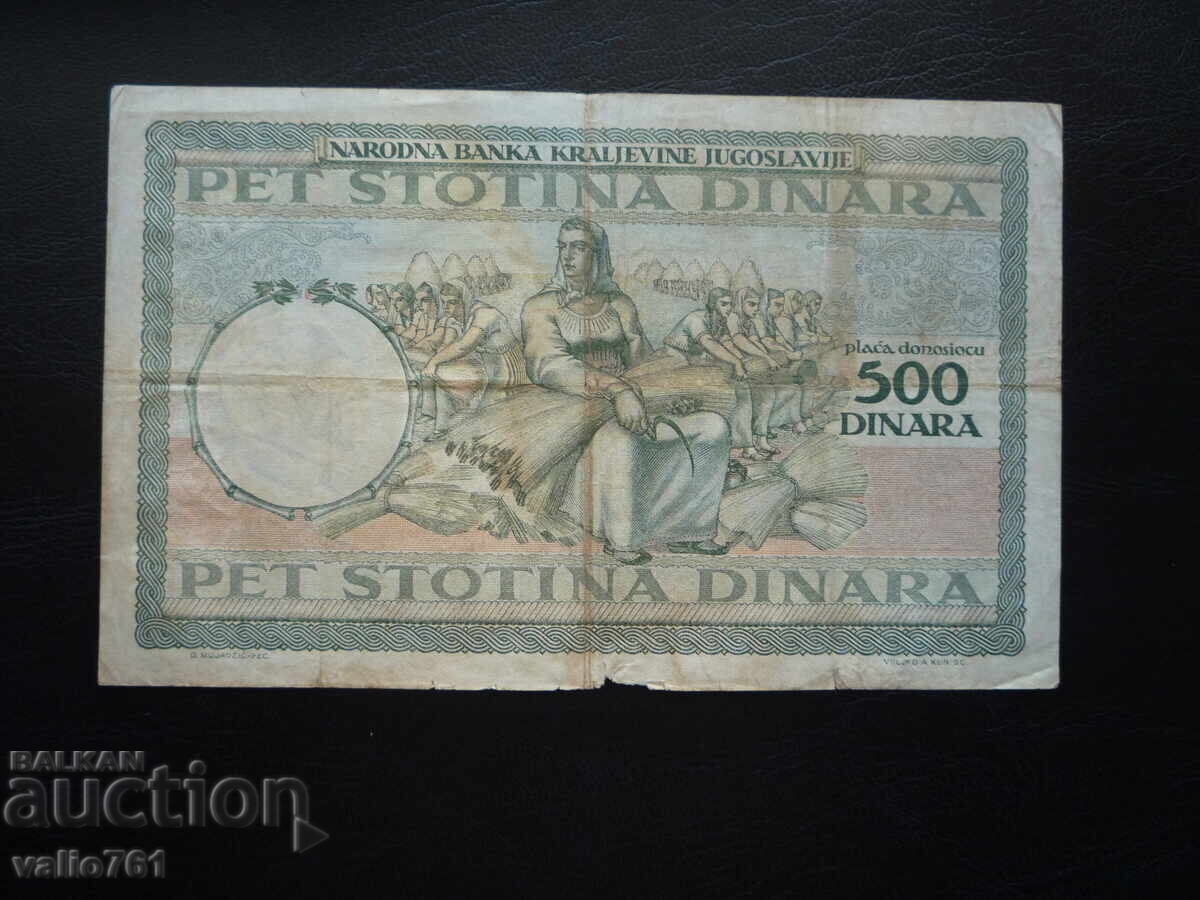 NARODNA BANKA KRALJEVINE JUGOSLAVIJE
PET STOTINA DINARA
plaća donosiocu
500
DINARA
PET STOTINA DINARA
BALKAN
auction
valio761